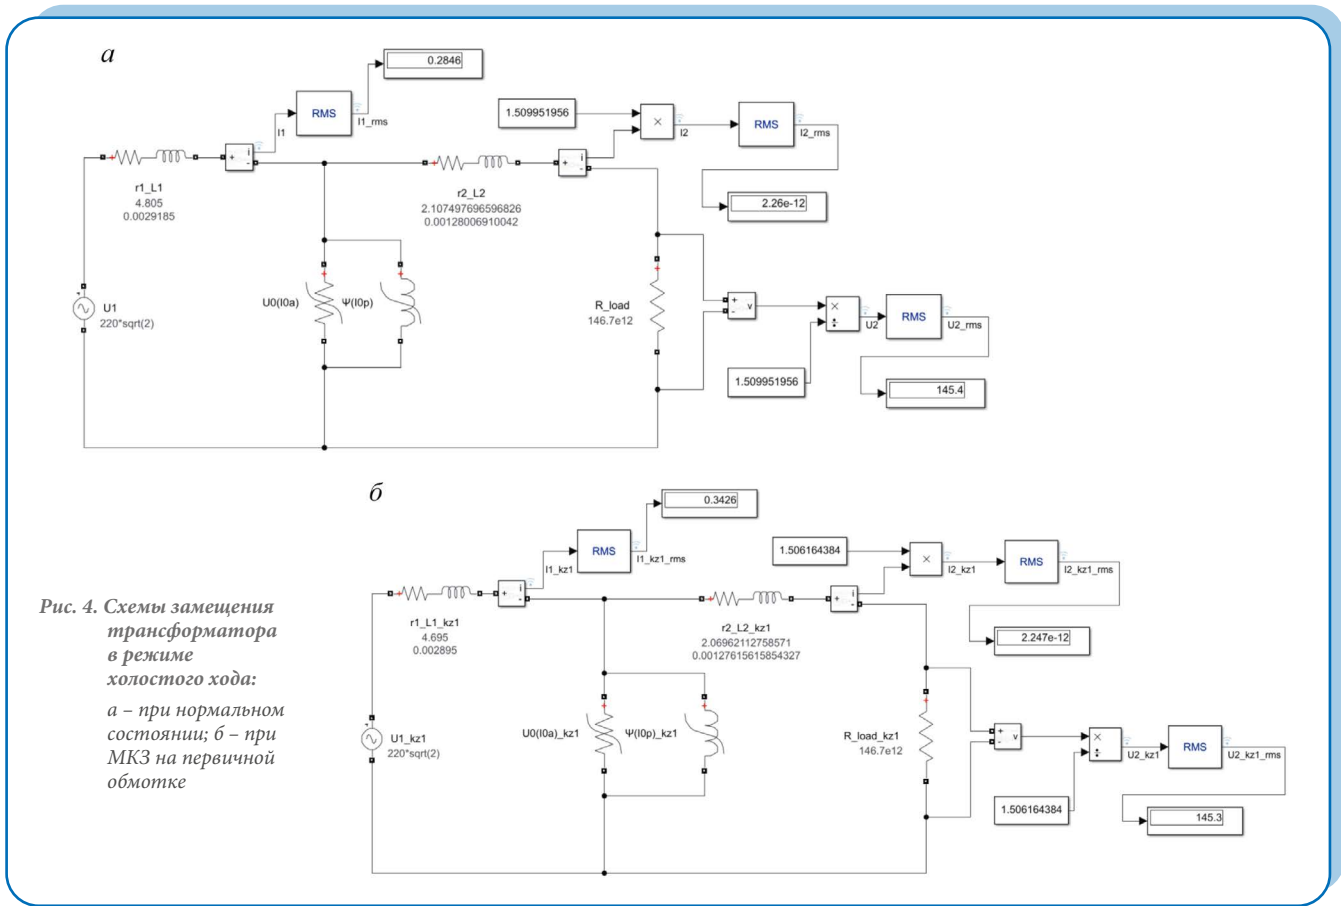 а
0.2846
RMS
I1
I1_rms
1.509951956
×
I2
RMS
I2_rms
2.26e-12
+
-
i
+
-
i
r1_L1
4.805
0.0029185
r2_L2
2.107497696596826
0.00128006910042
U1
220*sqrt(2)
U0(I0a)
Ψ(I0p)
R_load
146.7e12
+
-
v
×
÷
U2
RMS
U2_rms
1.509951956
145.4
б
0.3426
RMS
I1_kz1
I1_kz1_rms
1.506164384
×
I2_kz1
RMS
I2_kz1_rms
2.247e-12
+
-
i
+
-
i
r1_L1_kz1
4.695
0.002895
r2_L2_kz1
2.06962112758571
0.00127615615854327
U1_kz1
220*sqrt(2)
U0(I0a)_kz1
Ψ(I0p)_kz1
R_load_kz1
146.7e12
+
-
v
×
÷
U2_kz1
RMS
U2_kz1_rms
1.506164384
145.3
Рис. 4. Схемы замещения
трансформатора
в режиме
холостого хода:
а – при нормальном
состоянии; б – при
МКЗ на первичной
обмотке